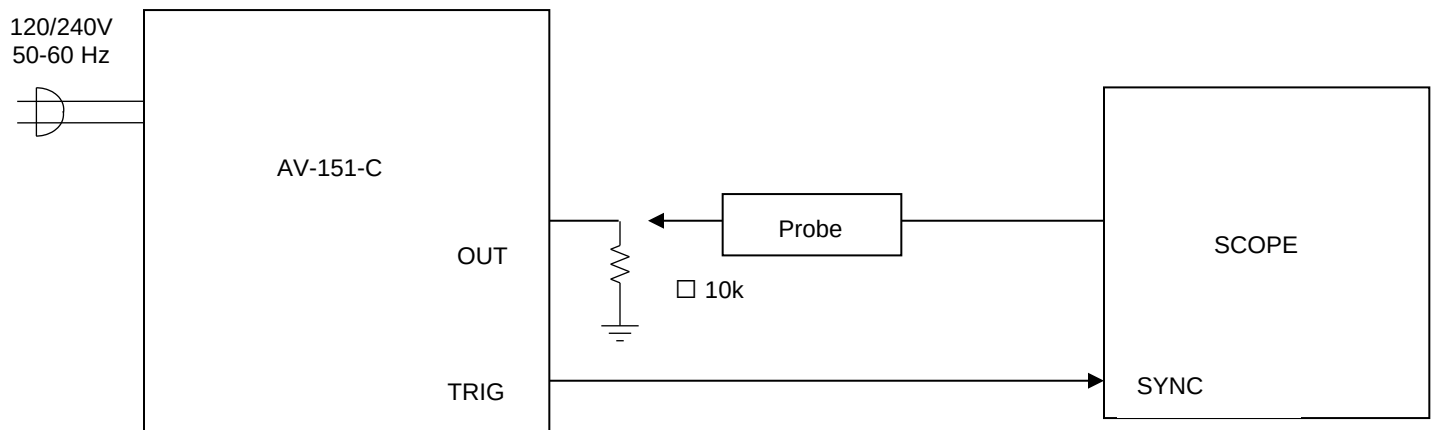 120/240V
50-60 Hz
AV-151-C
OUT
TRIG
Probe
□ 10k
SCOPE
SYNC